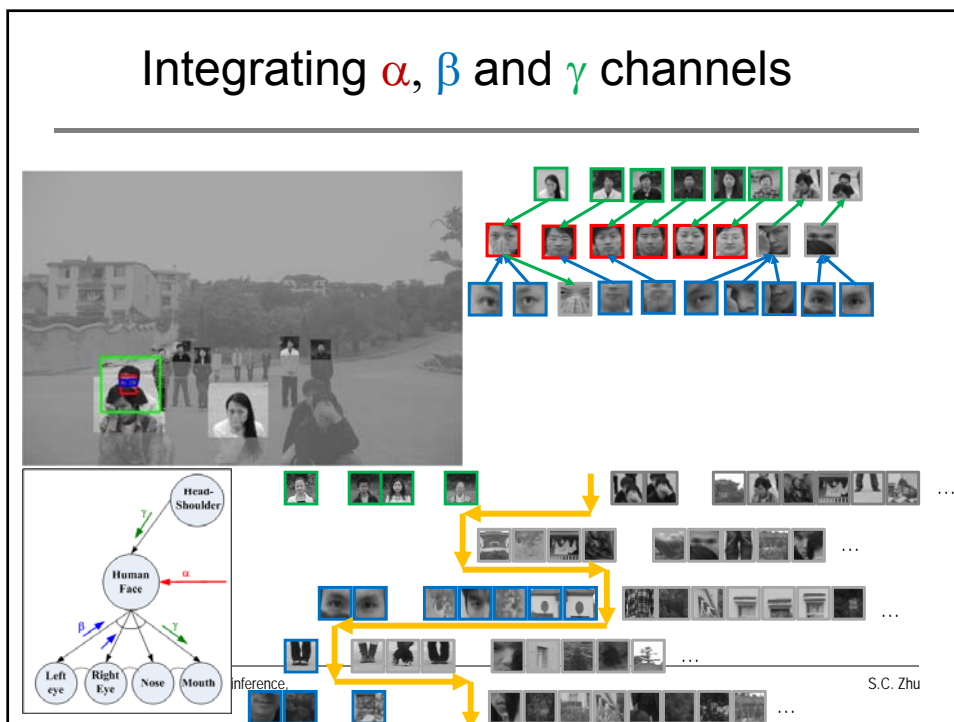 Integrating α, β and γ channels
...
...
...
...
...
Head-
Shoulder
γ
Human
Face
α
β
γ
Left
eye
Right
Eye
Nose
Mouth
inference,
S.C. Zhu